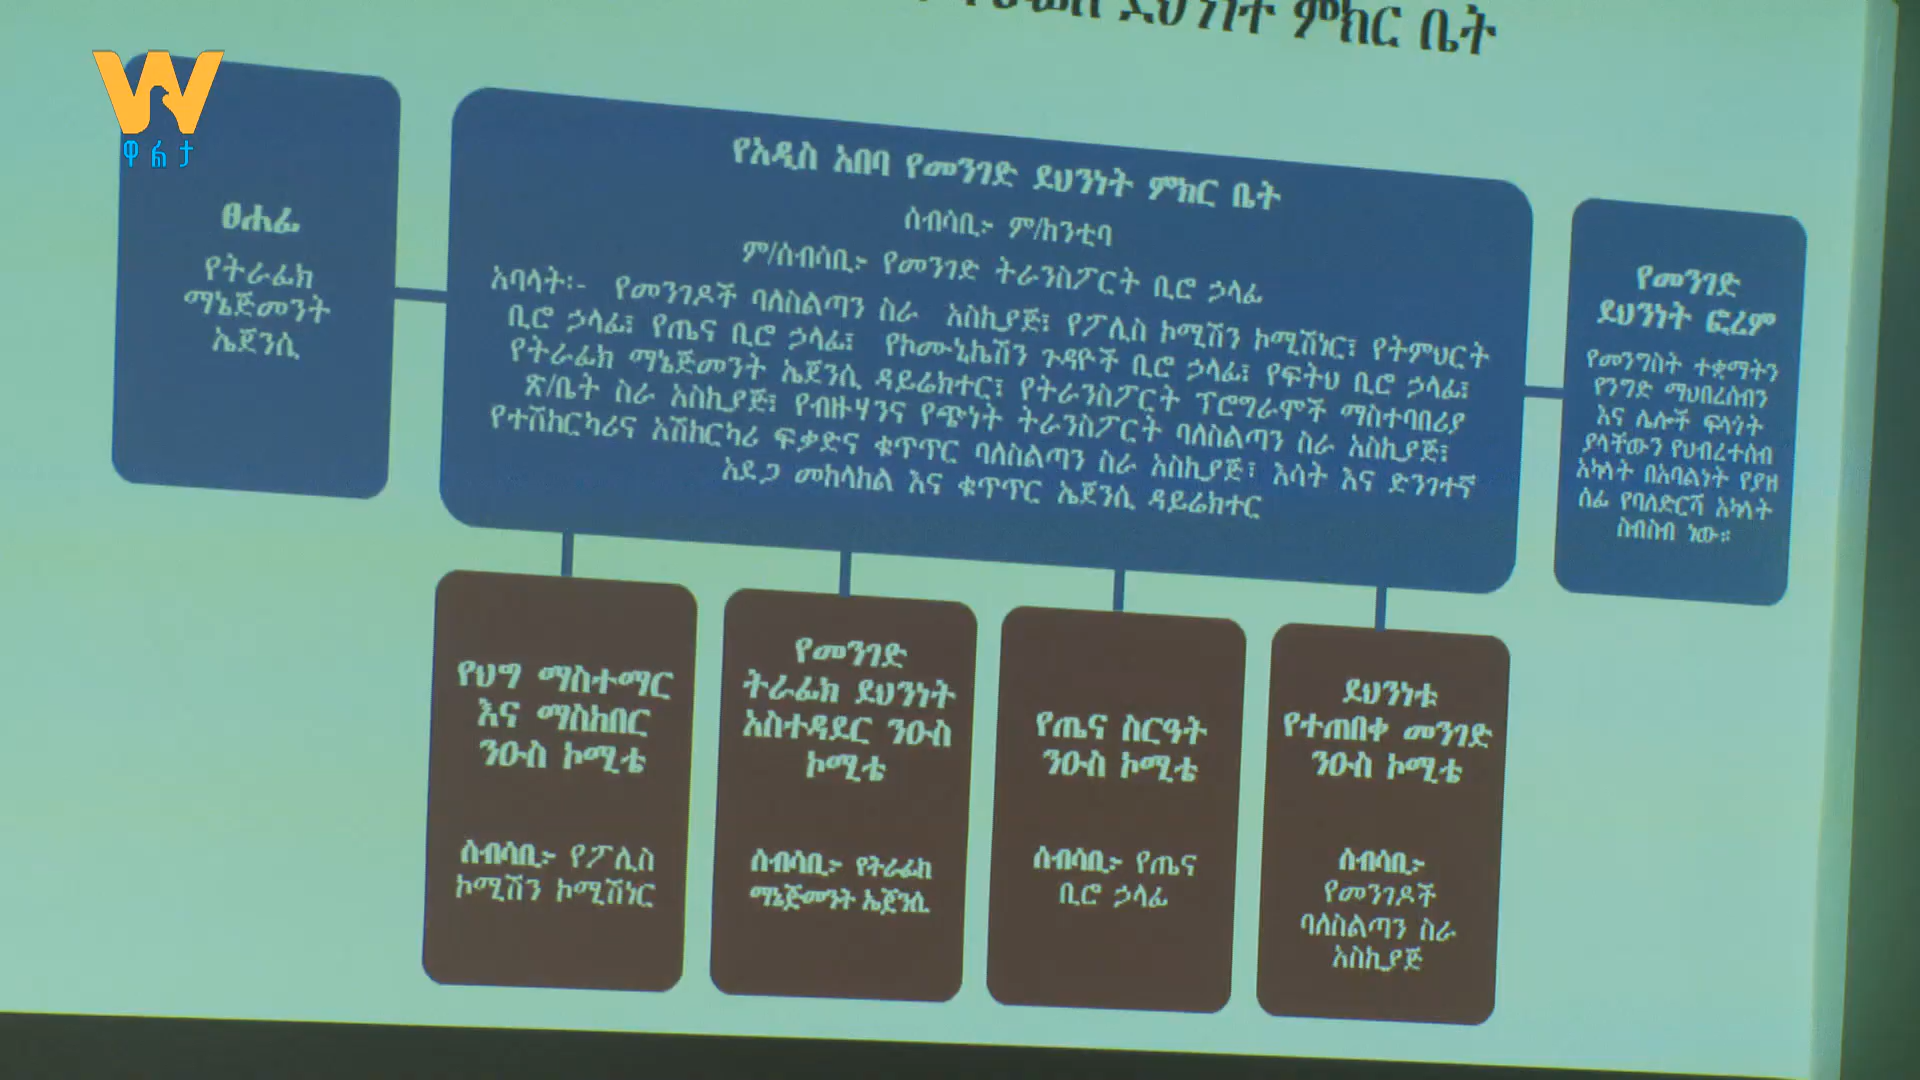 ደህንነት ምክር ቤት
ዋልታ
ፀሐፊ
የትራፊክ
ማኔጅመንት
ኤጀንሲ
የአዲስ አበባ የመንገድ ደህንነት ምክር ቤት
ሰብሳቢ፦ ም/ከንቲባ
ም/ሰብሳቢ፦ የመንገድ ትራንስፖርት ቢሮ ኃላፊ
አባላት፡- የመንገዶች ባለስልጣን ስራ አስኪያጅ፣ የፖሊስ ኮሚሽን ኮሚሽነር፣ የትምህርት
ቢሮ ኃላፊ፣ የጤና ቢሮ ኃላፊ፣ የኮሙኒኬሽን ጉዳዮች ቢሮ ኃላፊ፣ የፍትህ ቢሮ ኃላፊ፣
የትራፊክ ማኔጅመንት ኤጀንሲ ዳይሬክተር፣ የትራንስፖርት ፕሮግራሞች ማስተባበሪያ
ጽ/ቤት ስራ አስኪያጅ፣ የብዙሃንና የጭነት ትራንስፖርት ባለስልጣን ስራ አስኪያጅ፣
የተሽከርካሪና አሽከርካሪ ፍቃድና ቁጥጥር ባለስልጣን ስራ አስኪያጅ፣ እሳት እና ድንገተኛ
አደጋ መከላከል እና ቁጥጥር ኤጀንሲ ዳይሬክተር
የመንገድ
ደህንነት ፎረም
የመንግስት ተቋማትን
የንግድ ማህበረሰብን
እና ሌሎች ፍላጎት
ያላቸውን የህብረተሰብ
አካላት በአባልነት የያዘ
ሰፊ የባለድርሻ አካላት
ስብስብ ነው።
የህግ ማስተማር
እና ማስከበር
ንዑስ ኮሚቴ
ሰብሳቢ፦ የፖሊስ
ኮሚሽን ኮሚሽነር
የመንገድ
ትራፊክ ደህንነት
አስተዳደር ንዑስ
ኮሚቴ
ሰብሳቢ፦ የትራፊክ
ማኔጅመንት ኤጀንሲ
የጤና ስርዓት
ንዑስ ኮሚቴ
ሰብሳቢ፦ የጤና
ቢሮ ኃላፊ
ደህንነቱ
የተጠበቀ መንገድ
ንዑስ ኮሚቴ
ሰብሳቢ፦
የመንገዶች
ባለስልጣን ስራ
አስኪያጅ